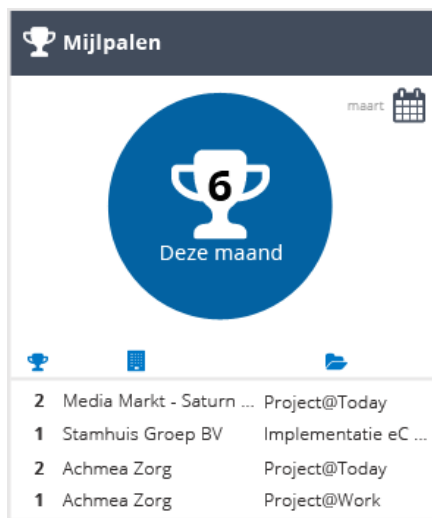 Mijlpalen
maart
6
Deze maand
2 Media Markt - Saturn ... Project@Today
1 Stamhuis Groep BV Implementatie eC ...
2 Achmea Zorg Project@Today
1 Achmea Zorg Project@Work